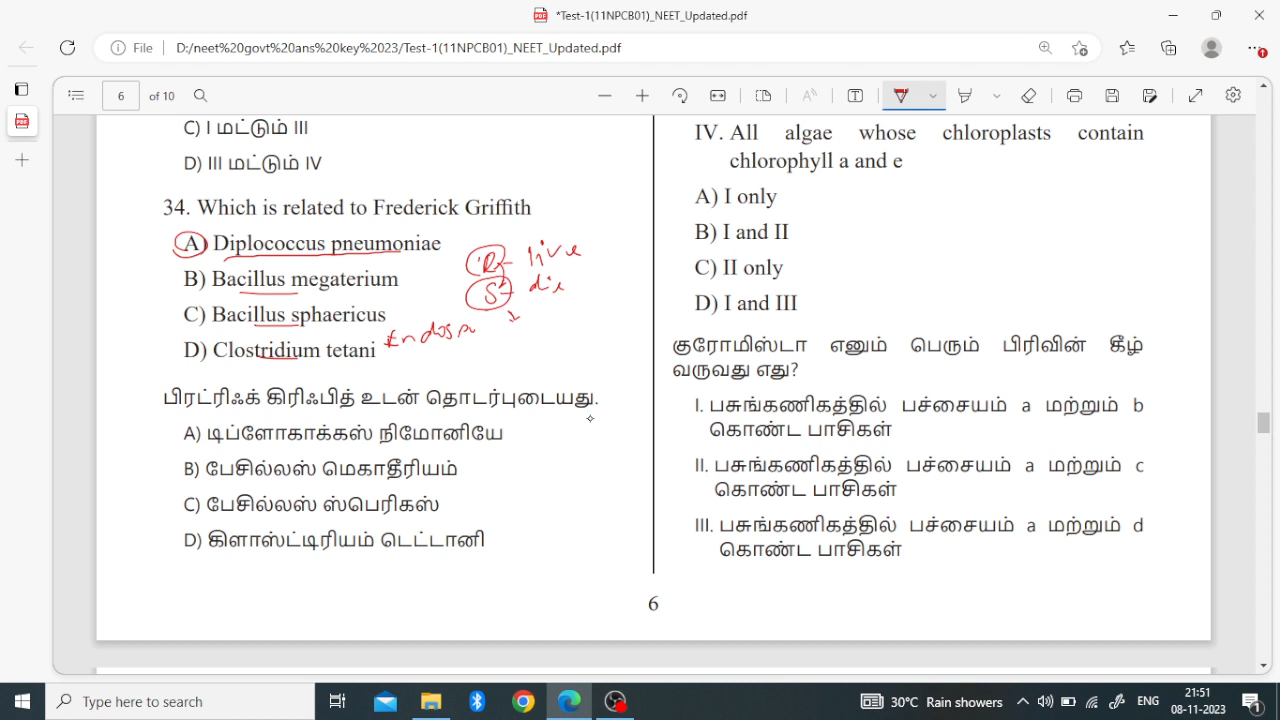 *Test-1(11NPCB01)_NEET_Updated.pdf
File
D:/neet%20govt%20ans%20key%202023/Test-1(11NPCB01)_NEET_Updated.pdf
6 of 10
C) I மட்டும் III
D) III மட்டும் IV
34. Which is related to Frederick Griffith
A) Diplococcus pneumoniae
B) Bacillus megaterium
C) Bacillus sphaericus
D) Clostridium tetani
R - live
S - die
Endosp
பிரட்ரிஃக் கிரிஃபித் உடன் தொடர்புடையது.
A) டிப்ளோகாக்கஸ் நிமோனியே
B) பேசில்லஸ் மெகாதீரியம்
C) பேசில்லஸ் ஸ்பெரிகஸ்
D) கிளாஸ்ட்டிரியம் டெட்டானி
IV. All algae whose chloroplasts contain
chlorophyll a and e
A) I only
B) I and II
C) II only
D) I and III
குரோமிஸ்டா எனும் பெரும் பிரிவின் கீழ்
வருவது எது?
I. பசுங்கணிகத்தில் பச்சையம் a மற்றும் b
கொண்ட பாசிகள்
II. பசுங்கணிகத்தில் பச்சையம் a மற்றும் c
கொண்ட பாசிகள்
III. பசுங்கணிகத்தில் பச்சையம் a மற்றும் d
கொண்ட பாசிகள்
6
Type here to search
30°C Rain showers
ENG
21:51
08-11-2023